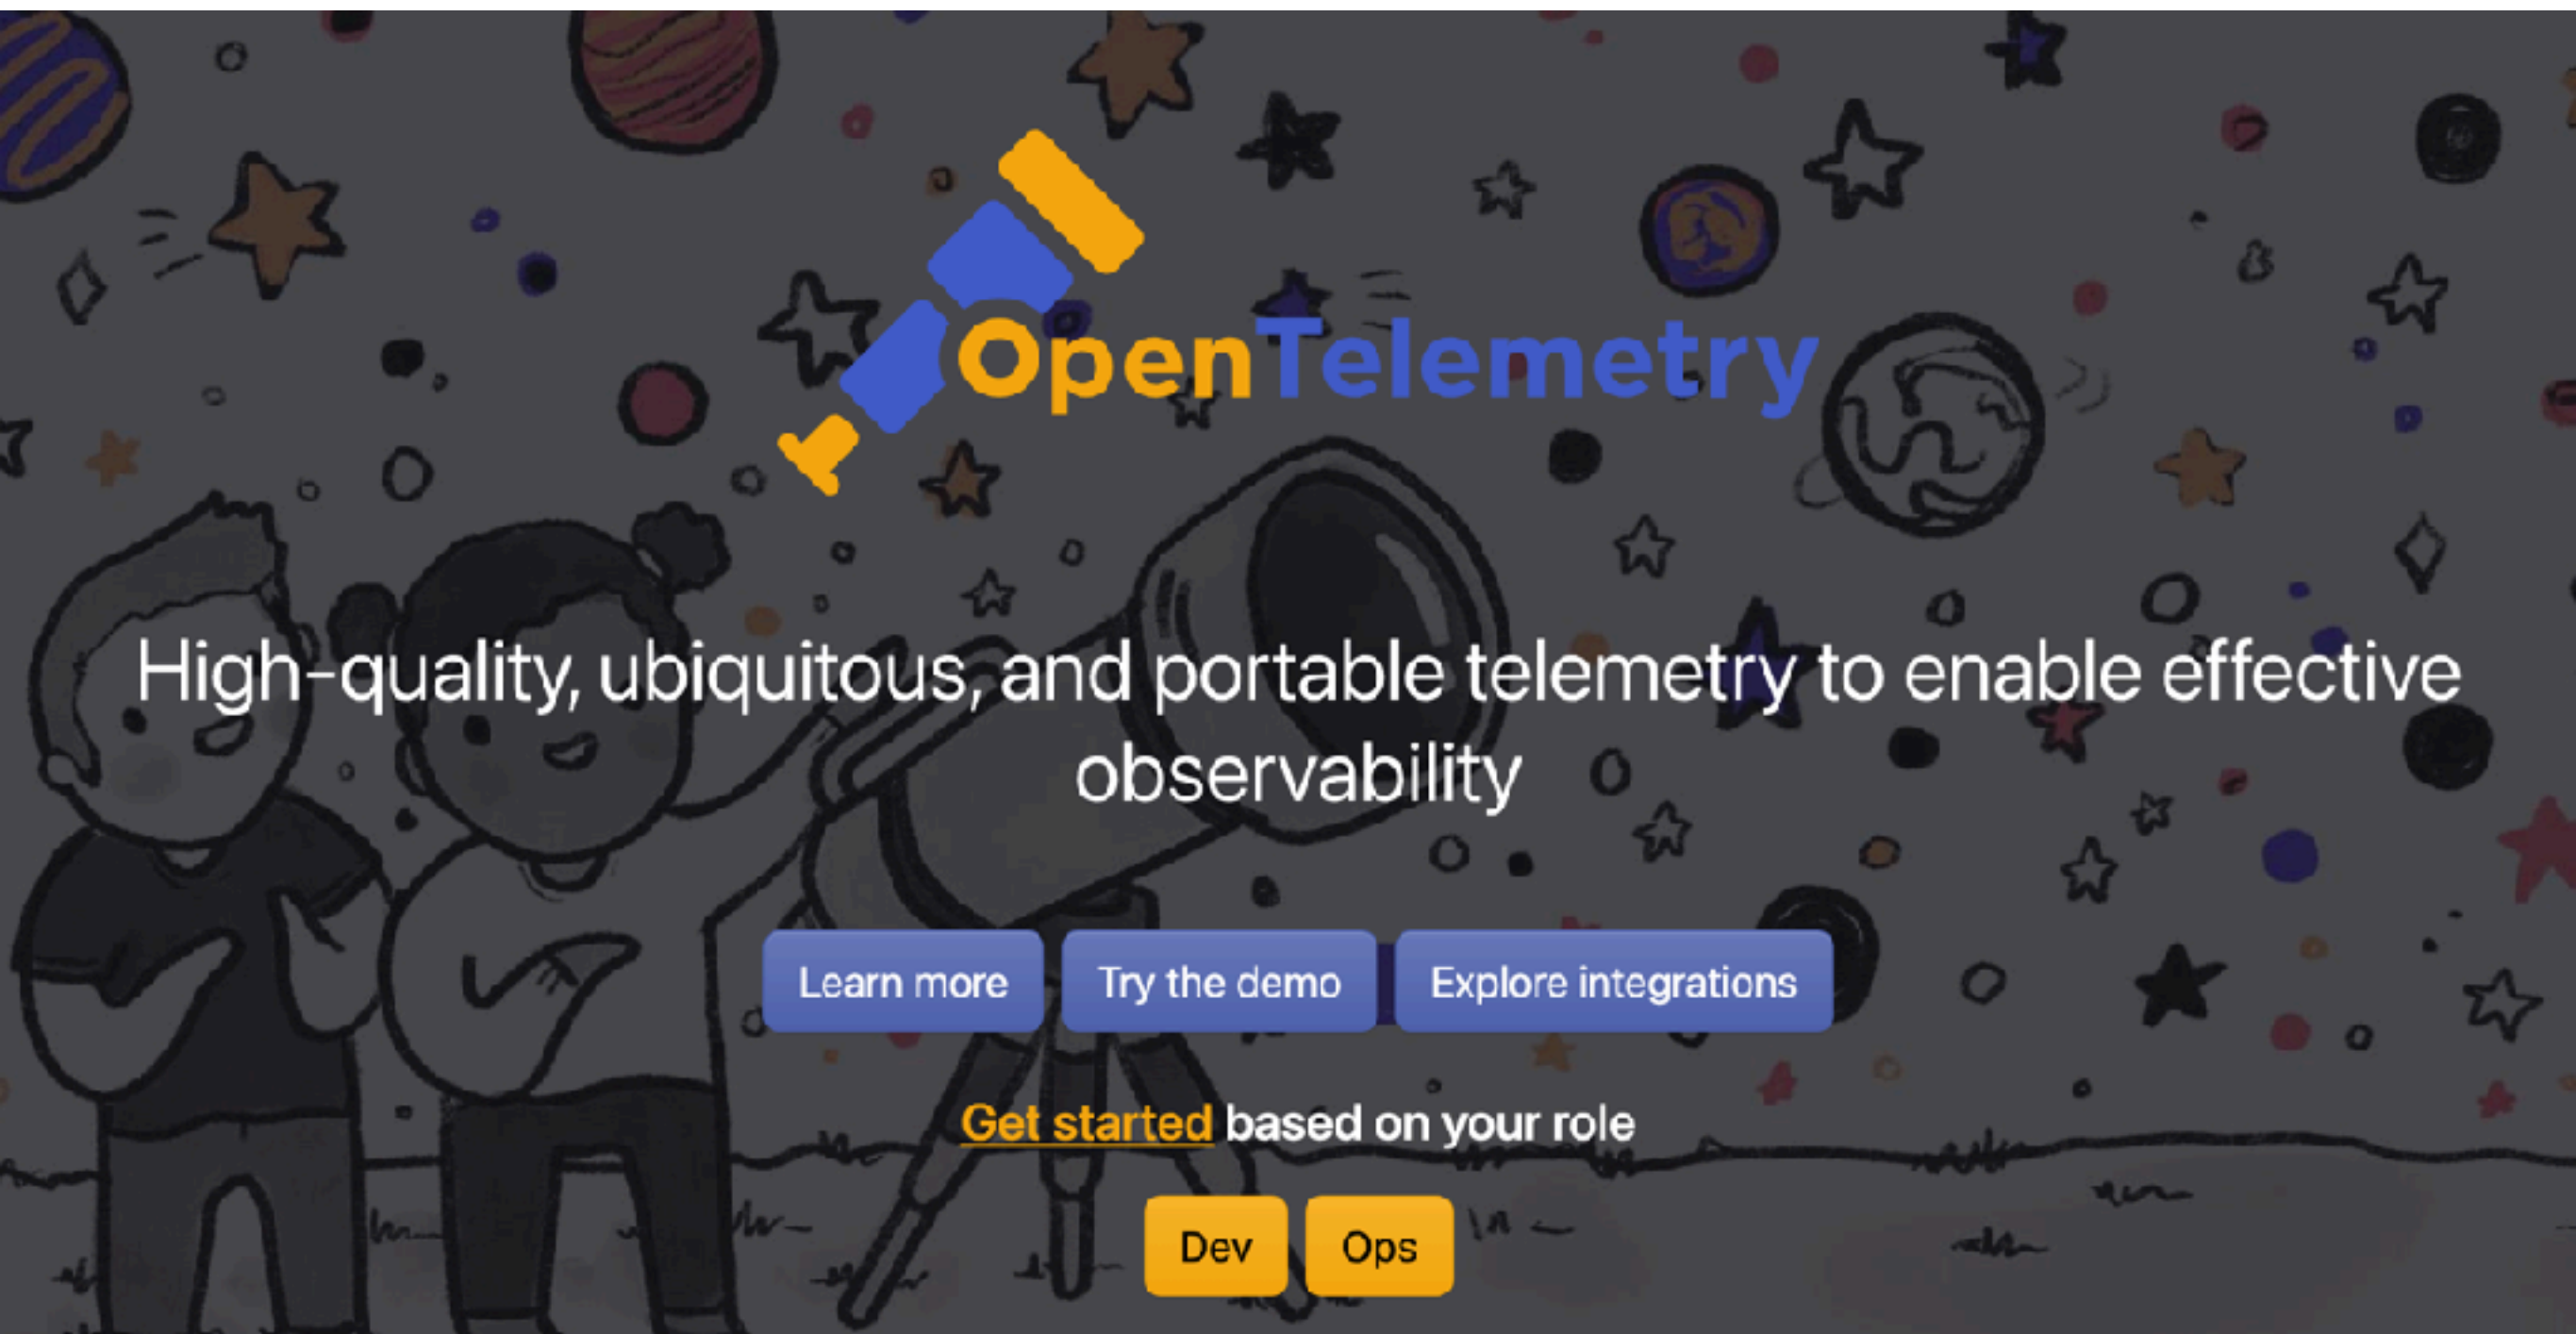 OpenTelemetry
High-quality, ubiquitous, and portable telemetry to enable effective
observability
Learn more
Try the demo
Explore integrations
Get started based on your role
Dev
Ops